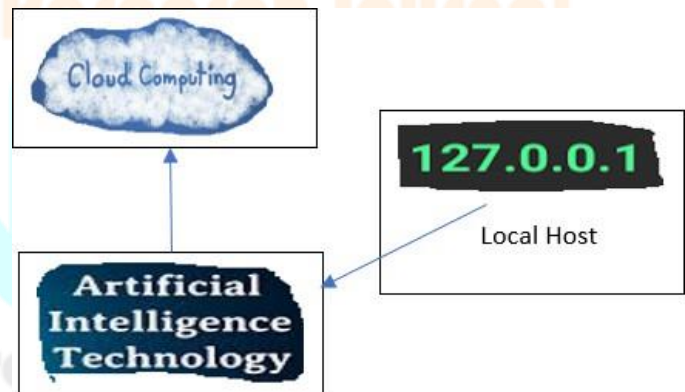 Cloud Computing
127.0.0.1
Local Host
Artificial
Intelligence
Technology